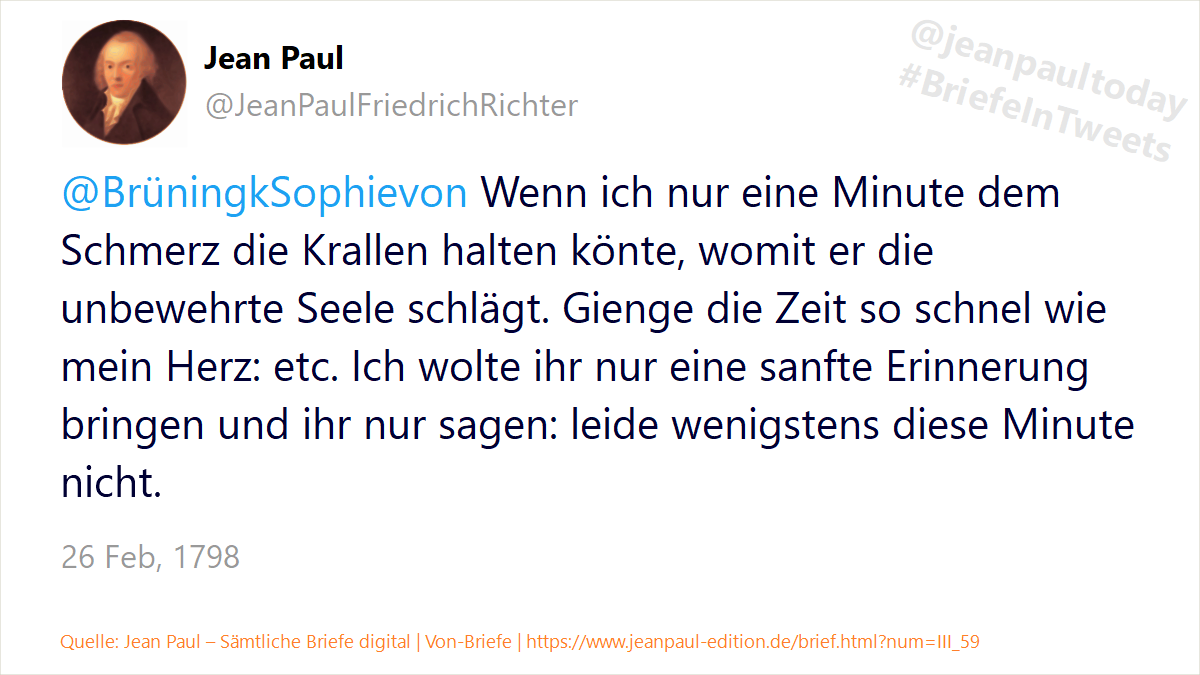 Jean Paul
@JeanPaulFriedrichRichter
@jeanpaultoday
#BriefeInTweets
@BrüningkSophievon Wenn ich nur eine Minute dem
Schmerz die Krallen halten könte, womit er die
unbewehrte Seele schlägt. Gienge die Zeit so schnel wie
mein Herz: etc. Ich wolte ihr nur eine sanfte Erinnerung
bringen und ihr nur sagen: leide wenigstens diese Minute
nicht.
26 Feb, 1798
Quelle: Jean Paul – Sämtliche Briefe digital | Von-Briefe | https://www.jeanpaul-edition.de/brief.html?num=III_59